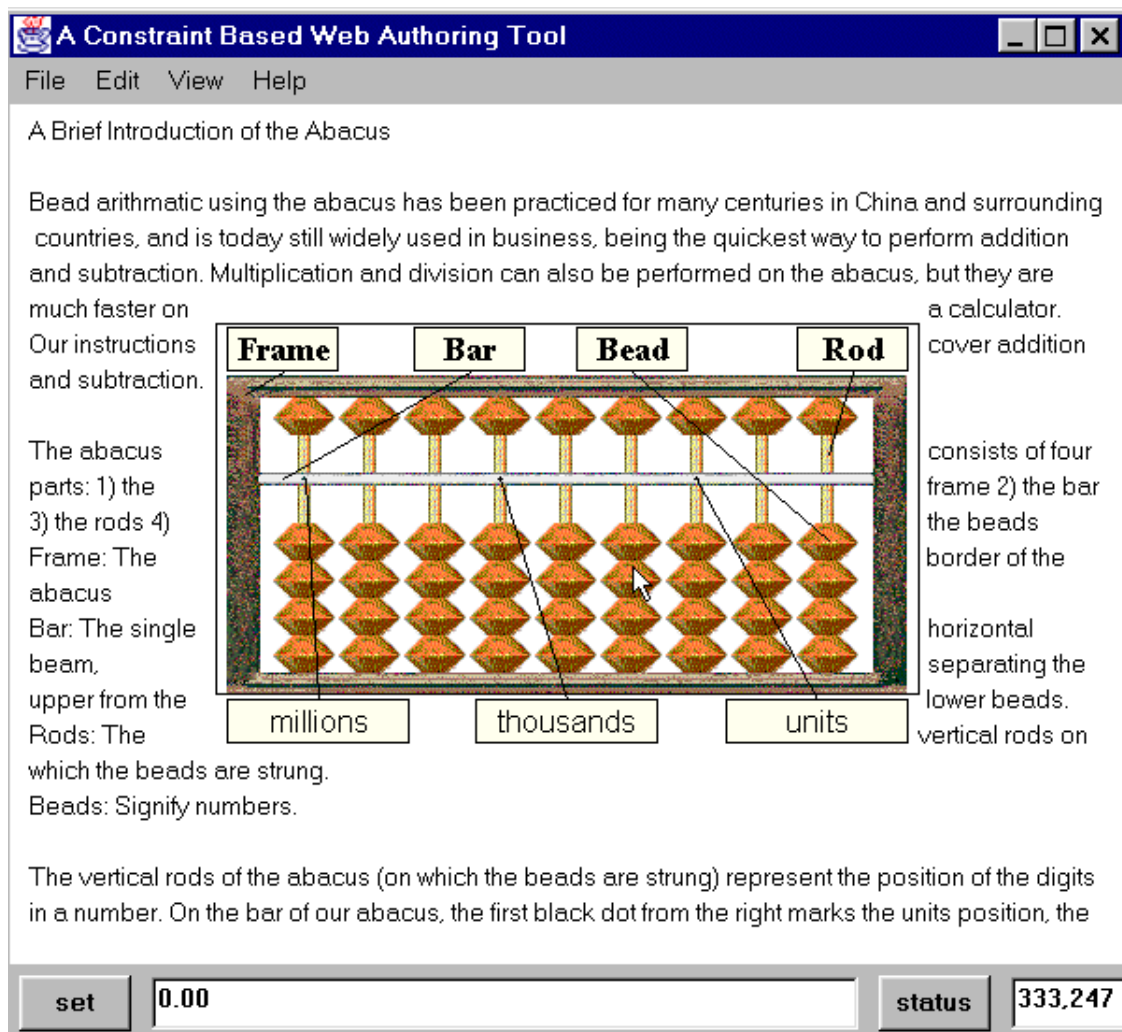 A Constraint Based Web Authoring Tool
File Edit View Help
A Brief Introduction of the Abacus
Bead arithmatic using the abacus has been practiced for many centuries in China and surrounding
countries, and is today still widely used in business, being the quickest way to perform addition
and subtraction. Multiplication and division can also be performed on the abacus, but they are
much faster on a calculator.
Our instructions cover addition
and subtraction.
Frame Bar Bead Rod
The abacus consists of four
parts: 1) the frame 2) the bar
3) the rods 4) the beads
Frame: The border of the
abacus
Bar: The single horizontal
beam, separating the
upper from the lower beads.
millions thousands units
Rods: The vertical rods on
which the beads are strung.
Beads: Signify numbers.
The vertical rods of the abacus (on which the beads are strung) represent the position of the digits
in a number. On the bar of our abacus, the first black dot from the right marks the units position, the
set 0.00 status 333,247